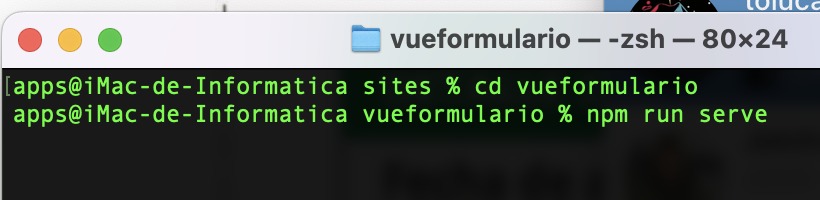 toluca
vueformulario — -zsh — 80×24
[apps@iMac-de-Informatica sites % cd vueformulario
apps@iMac-de-Informatica vueformulario % npm run serve